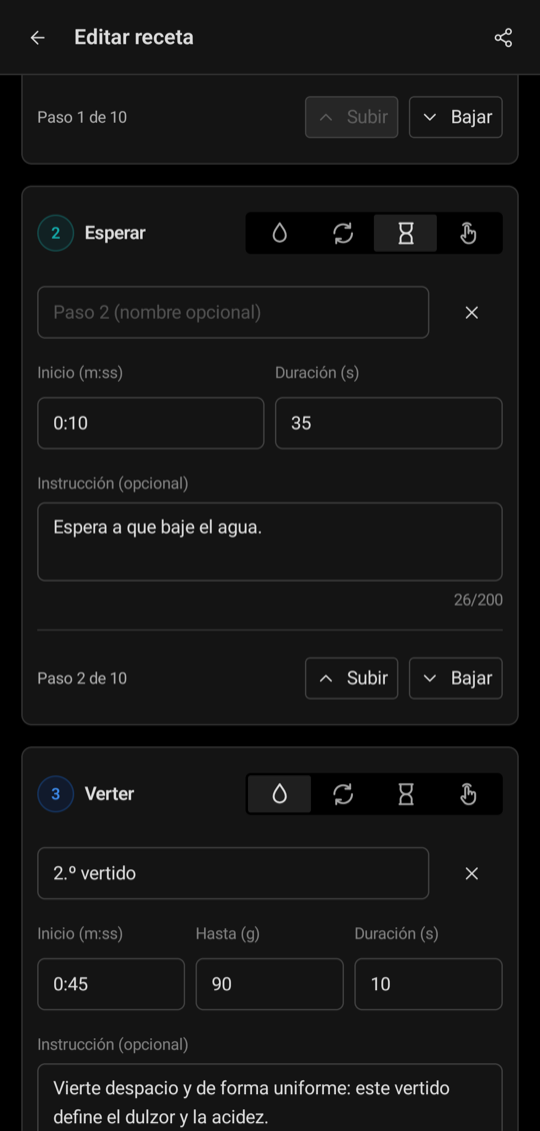 Editar receta
Paso 1 de 10
Subir
Bajar
2
Esperar
Paso 2 (nombre opcional)
Inicio (m:ss)
Duración (s)
0:10
35
Instrucción (opcional)
Espera a que baje el agua.
26/200
Paso 2 de 10
Subir
Bajar
3
Verter
2.º vertido
Inicio (m:ss)
Hasta (g)
Duración (s)
0:45
90
10
Instrucción (opcional)
Vierte despacio y de forma uniforme: este vertido
define el dulzor y la acidez.